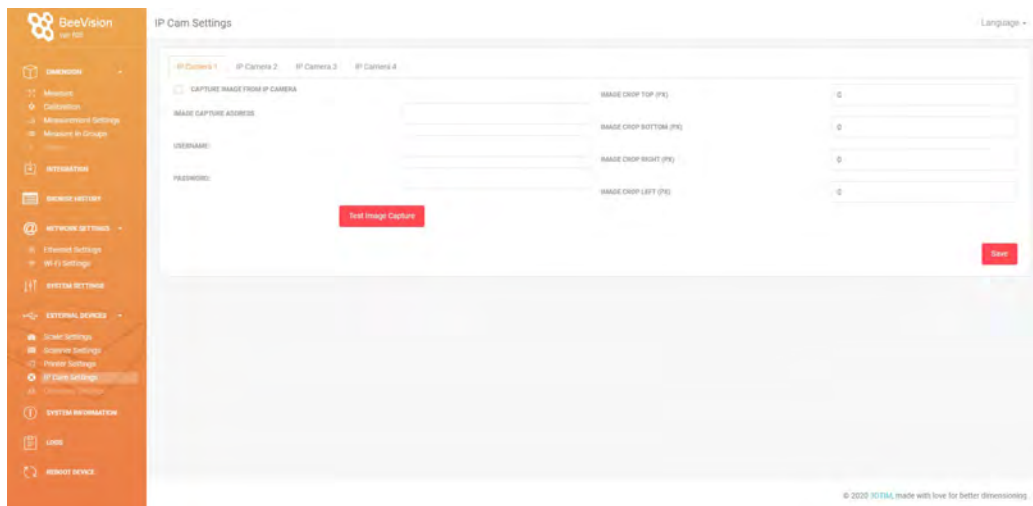 BeeVision
IP Cam Settings
Language
DIMENSION
Measure
Calibration
Measurement Settings
Measure in Groups
INTEGRATION
BROWSE HISTORY
NETWORK SETTINGS
Ethernet Settings
Wi-Fi Settings
SYSTEM SETTINGS
EXTERNAL DEVICES
Scale Settings
Scanner Settings
Printer Settings
IP Cam Settings
SYSTEM INFORMATION
LOGS
REBOOT DEVICE
IP Camera 1
IP Camera 2
IP Camera 3
IP Camera 4
CAPTURE IMAGE FROM IP CAMERA
IMAGE CAPTURE ADDRESS:
USERNAME:
PASSWORD:
Test Image Capture
IMAGE CROP TOP (PX)
0
IMAGE CROP BOTTOM (PX)
0
IMAGE CROP RIGHT (PX)
0
IMAGE CROP LEFT (PX)
0
Save
© 2020 made with love for better dimensioning